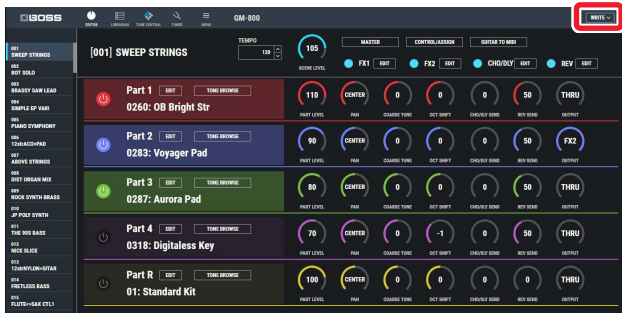 BOSS
EDITOR
LIBRARIAN
TONE CENTRAL
TUNER
MENU
GM-800
WRITE
001
SWEEP STRINGS
002
BOT SOLO
003
BRASSY SAW LEAD
004
SIMPLE EP VARI
005
PIANO SYMPHONY
006
12strACO+PAD
007
ABOVE STRINGS
008
DIST ORGAN MIX
009
ROCK SYNTH BRASS
010
JP POLY SYNTH
011
THE 90S BASS
012
NICE SLICE
013
12strNYLON+SITAR
014
FRETLESS BASS
015
FLUTE<>SAX CTL1
[001] SWEEP STRINGS
TEMPO
120
105
SCENE LEVEL
MASTER
CONTROL/ASSIGN
GUITAR TO MIDI
FX1 EDIT
FX2 EDIT
CHO/DLY EDIT
REV EDIT
Part 1 EDIT TONE BROWSE
0260: OB Bright Str
110 CENTER 0 0 0 50 THRU
PART LEVEL PAN COARSE TUNE OCT SHIFT CHO/DLY SEND REV SEND OUTPUT
Part 2 EDIT TONE BROWSE
0283: Voyager Pad
90 CENTER 0 0 0 50 FX2
PART LEVEL PAN COARSE TUNE OCT SHIFT CHO/DLY SEND REV SEND OUTPUT
Part 3 EDIT TONE BROWSE
0287: Aurora Pad
80 CENTER 0 0 0 50 THRU
PART LEVEL PAN COARSE TUNE OCT SHIFT CHO/DLY SEND REV SEND OUTPUT
Part 4 EDIT TONE BROWSE
0318: Digitaless Key
70 CENTER 0 -1 0 50 THRU
PART LEVEL PAN COARSE TUNE OCT SHIFT CHO/DLY SEND REV SEND OUTPUT
Part R EDIT TONE BROWSE
01: Standard Kit
100 CENTER 0 0 0 0 THRU
PART LEVEL PAN COARSE TUNE OCT SHIFT CHO/DLY SEND REV SEND OUTPUT